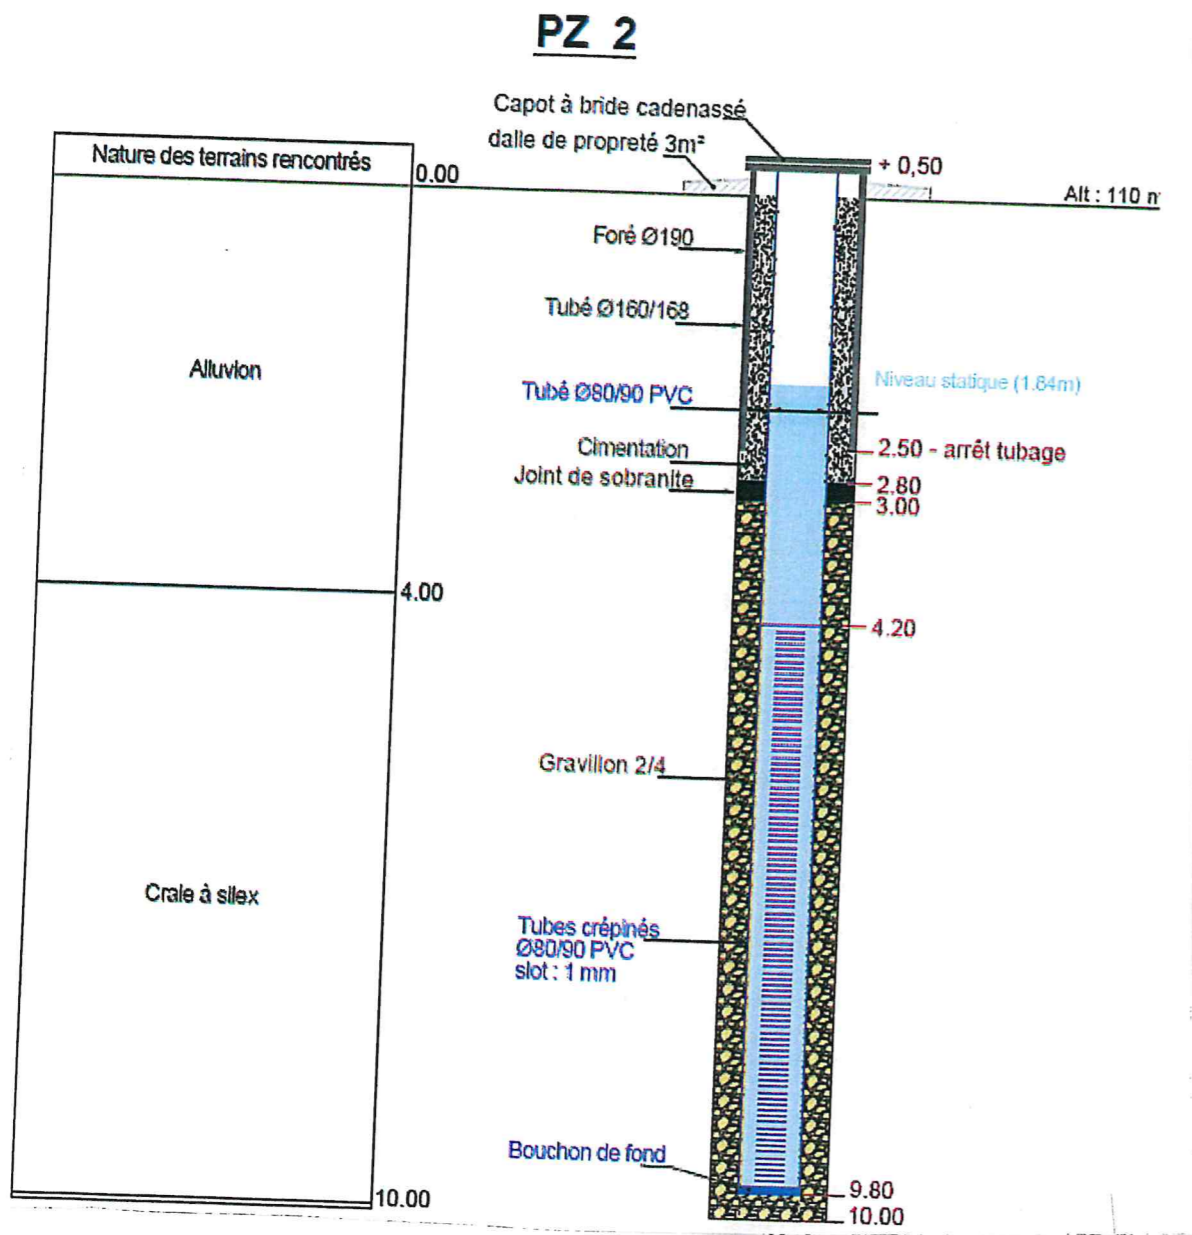 PZ 2
Capot à bride cadenassé
dalle de propreté 3m²
Nature des terrains rencontrés
0.00
+ 0,50
Alt : 110 m
Foré Ø190
Tubé Ø160/168
Alluvion
Niveau statique (1.84m)
Tubé Ø80/90 PVC
Cimentation
2.50 - arrêt tubage
Joint de sobranite
2.80
3.00
4.00
4.20
Gravillon 2/4
Craie à silex
Tubes crépinés
Ø80/90 PVC
slot : 1 mm
Bouchon de fond
9.80
10.00
10.00